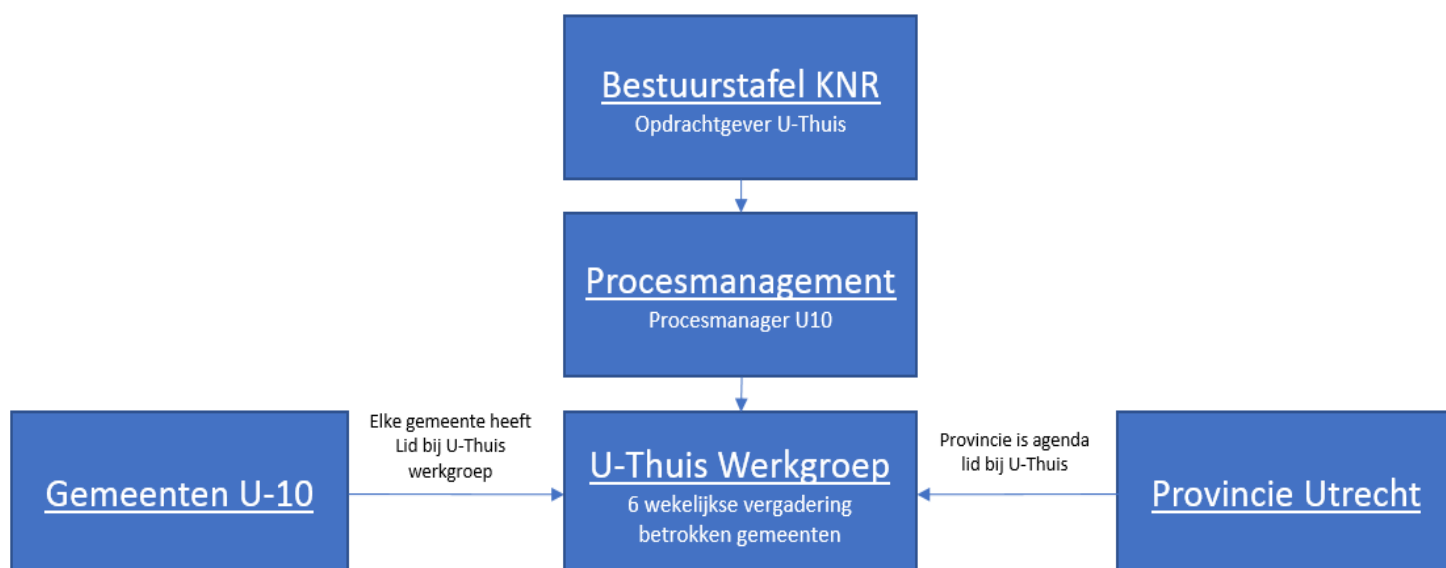 Bestuurstafel KNR
Opdrachtgever U-Thuis
Procesmanagement
Procesmanager U10
Elke gemeente heeft
Lid bij U-Thuis
werkgroep
Gemeenten U-10
U-Thuis Werkgroep
6 wekelijkse vergadering
betrokken gemeenten
Provincie is agenda
lid bij U-Thuis
Provincie Utrecht